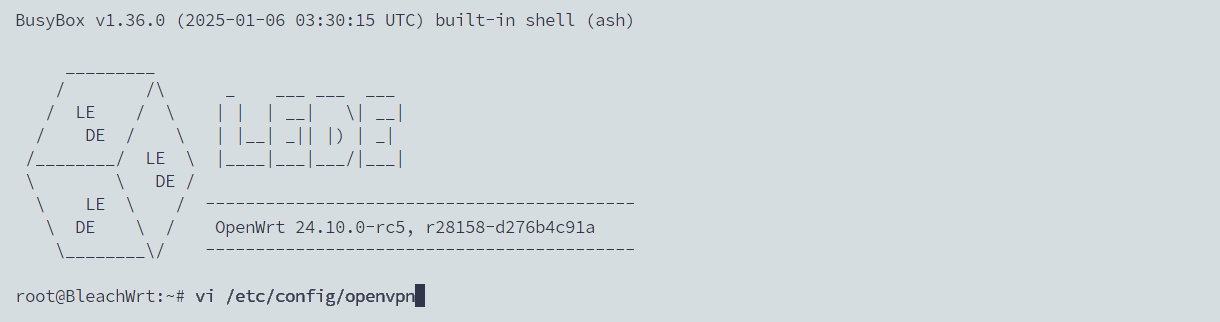 BusyBox v1.36.0 (2025-01-06 03:30:15 UTC) built-in shell (ash)

     _________
    /        /\      _    ___ ___  ___
   /   LE   /  \    | |  | __|   \| __|
  /     DE /    \   | |__| _|| |) | _|
 /________/  LE  \  |____|___|___/|___|
 \        \   DE /
  \    LE  \    /  -------------------------------------------
   \   DE    \  /    OpenWrt 24.10.0-rc5, r28158-d276b4c91a
    \________\/    -------------------------------------------

root@BleachWrt:~# vi /etc/config/openvpn